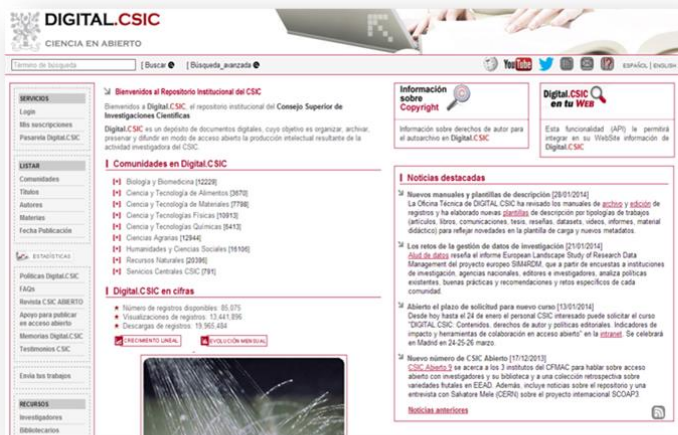 DIGITAL.CSIC
CIENCIA EN ABIERTO
Término de búsqueda
[ Buscar
[ Búsqueda_avanzada
You Tube
ESPAÑOL | ENGLISH
SERVICIOS
Login
Mis suscripciones
Pasarela Digital.CSIC
LISTAR
Comunidades
Títulos
Autores
Materias
Fecha Publicación
ESTADÍSTICAS
Políticas Digital.CSIC
FAQs
Revista CSIC ABIERTO
Apoyo para publicar
en acceso abierto
Memorias Digital.CSIC
Testimonios CSIC
Envía tus trabajos
RECURSOS
Investigadores
Bibliotecarios
Bienvenidos al Repositorio Institucional del CSIC
Bienvenidos a Digital.CSIC, el repositorio institucional del Consejo Superior de
Investigaciones Científicas
Digital.CSIC es un depósito de documentos digitales, cuyo objetivo es organizar, archivar,
preservar y difundir en modo de acceso abierto la producción intelectual resultante de la
actividad investigadora del CSIC.
Comunidades en Digital.CSIC
[+] Biología y Biomedicina [12229]
[+] Ciencia y Tecnología de Alimentos [3670]
[+] Ciencia y Tecnología de Materiales [7798]
[+] Ciencia y Tecnologías Físicas [10813]
[+] Ciencia y Tecnologías Químicas [6413]
[+] Ciencias Agrarias [12944]
[+] Humanidades y Ciencias Sociales [16106]
[+] Recursos Naturales [20396]
[+] Servicios Centrales CSIC [791]
Digital.CSIC en cifras
Número de registros disponibles: 85,075
Visualizaciones de registros: 13,441,896
Descargas de registros: 19,965,484
CRECIMIENTO LINEAL
EVOLUCIÓN MENSUAL
Información
sobre
Copyright
Información sobre derechos de autor para
el autoarchivo en Digital.CSIC
Digital.CSIC
en tu WEB
Esta funcionalidad (API) le permitirá
integrar en su WebSite información de
Digital.CSIC
Noticias destacadas
Nuevos manuales y plantillas de descripción [28/01/2014]
La Oficina Técnica de DIGITAL.CSIC ha revisado los manuales de archivo y edición de
registros y ha elaborado nuevas plantillas de descripción por tipologías de trabajos
(artículos, libros, comunicaciones, tesis, reseñas, datasets, vídeos, informes, material
didáctico) para reflejar novedades en la plantilla de carga y nuevos metadatos.
Los retos de la gestión de datos de investigación [21/01/2014]
Alud de datos reseña el informe European Landscape Study of Research Data
Management del proyecto europeo SIM4RDM, que a partir de encuestas a instituciones
de investigación, agencias nacionales, editores e investigadores, analiza políticas
existentes, buenas prácticas y recomendaciones y retos específicos de cada
comunidad.
Abierto el plazo de solicitud para nuevo curso [13/01/2014]
Desde hoy hasta el 24 de enero el personal CSIC interesado puede solicitar el curso
"DIGITAL.CSIC: Contenidos, derechos de autor y políticas editoriales. Indicadores de
impacto y herramientas de colaboración en acceso abierto" en la intranet. Se celebrará
en Madrid en 24-25-26 marzo.
Nuevo número de CSIC Abierto [17/12/2013]
CSIC Abierto 9 se acerca a los 3 institutos del CFMAC para hablar sobre acceso
abierto con investigadores y su biblioteca y a una colección retrospectiva sobre
variedades frutales en EEAD. Además, incluye noticias sobre el repositorio y una
entrevista con Salvatore Mele (CERN) sobre el proyecto internacional SCOAP3.
Noticias anteriores